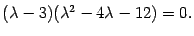 (λ − 3)(λ² − 4λ − 12) = 0.